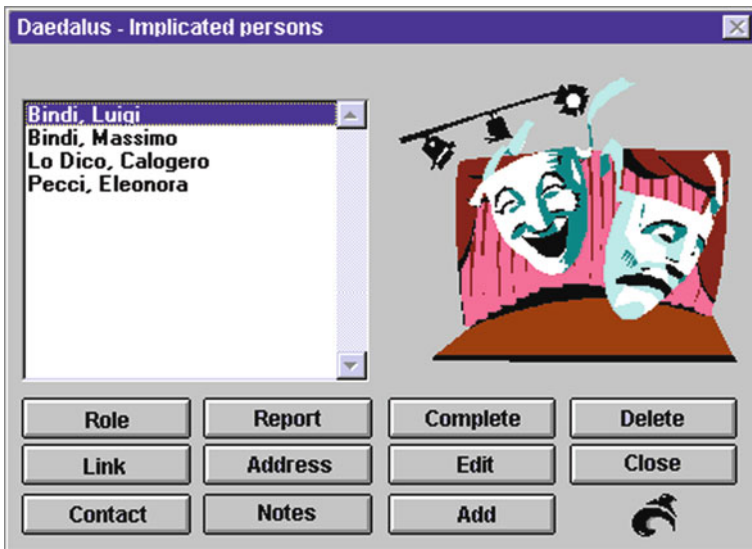 Daedalus - Implicated persons
Bindi, Luigi
Bindi, Massimo
Lo Dico, Calogero
Pecci, Eleonora
Role Report Complete Delete
Link Address Edit Close
Contact Notes Add